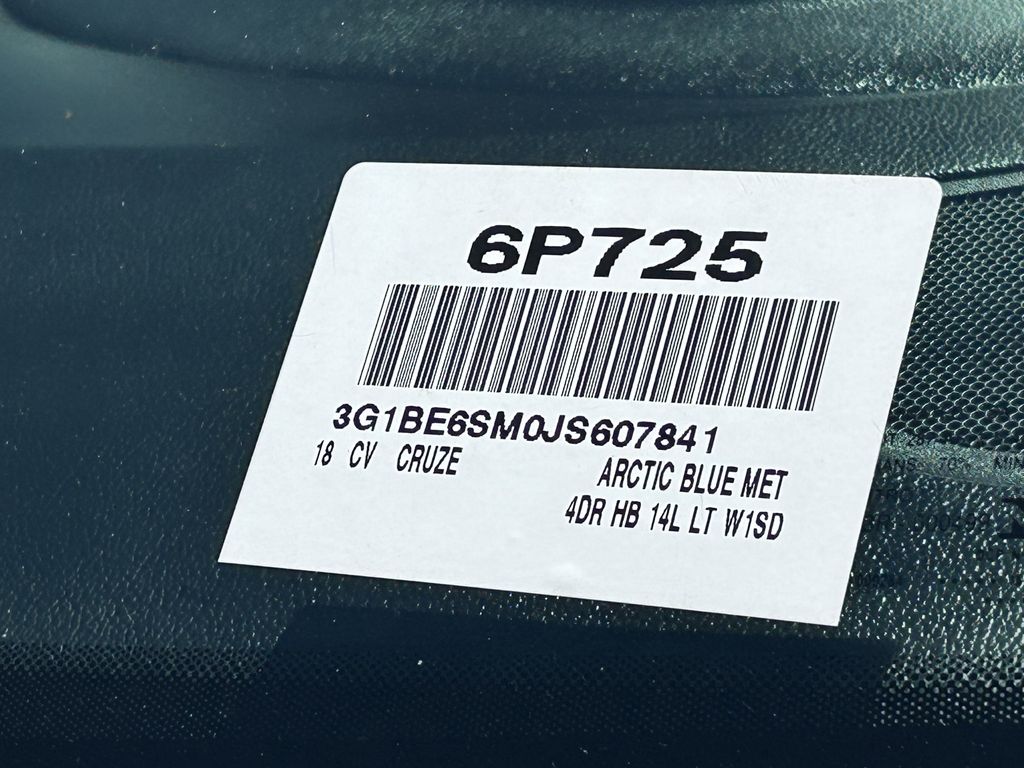 6P725
3G1BE6SM0JS607841
18 CV CRUZE
ARCTIC BLUE MET
4DR HB 14L LT W1SD